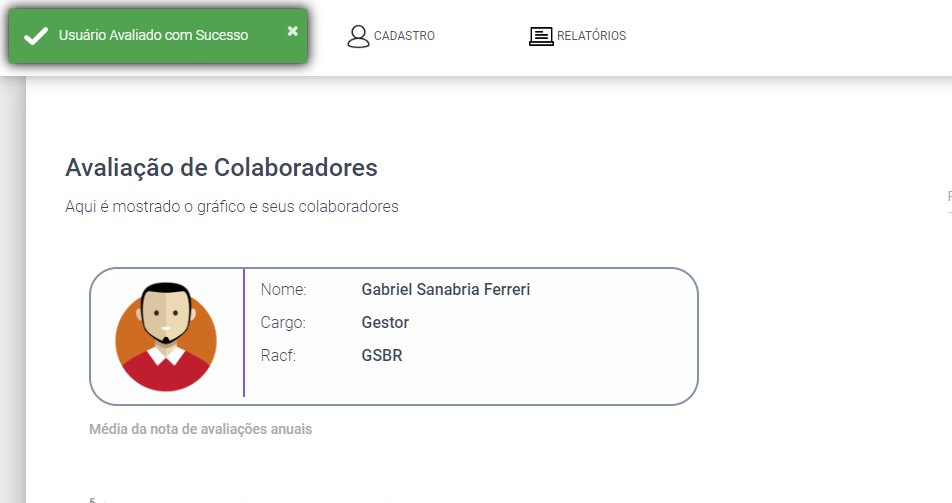 Usuário Avaliado com Sucesso
CADASTRO
RELATÓRIOS
Avaliação de Colaboradores
Aqui é mostrado o gráfico e seus colaboradores
Nome: Gabriel Sanabria Ferreri
Cargo: Gestor
Racf: GSBR
Média da nota de avaliações anuais